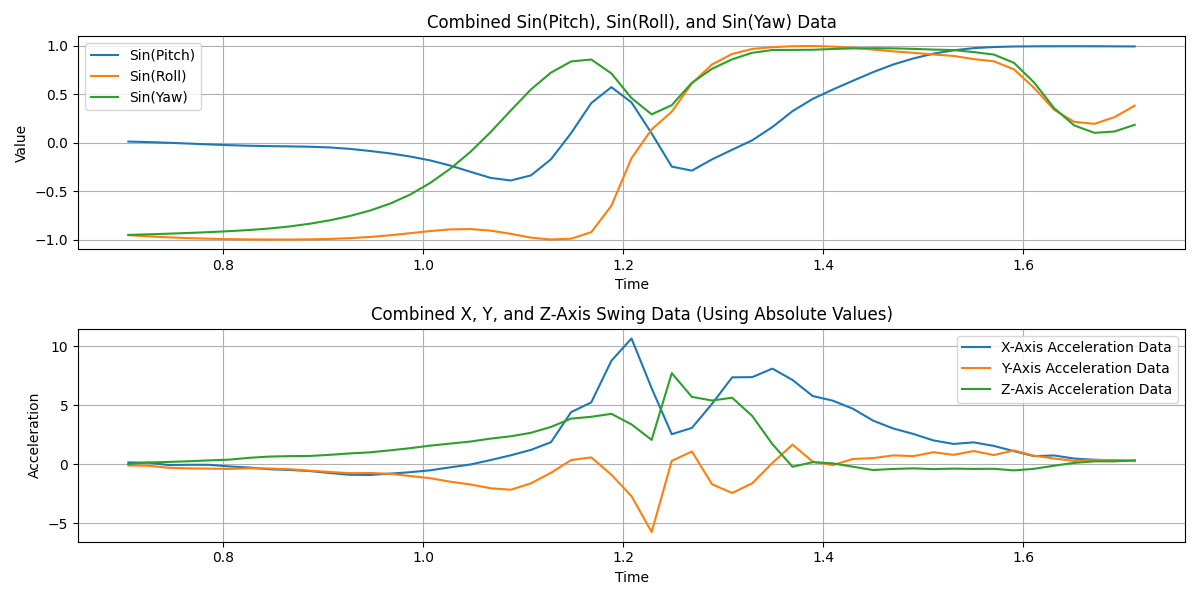 Combined Sin(Pitch), Sin(Roll), and Sin(Yaw) Data
Sin(Pitch)
Sin(Roll)
Sin(Yaw)
Value
1.0
0.5
0.0
−0.5
−1.0
0.8
1.0
1.2
1.4
1.6
Time
Combined X, Y, and Z-Axis Swing Data (Using Absolute Values)
X-Axis Acceleration Data
Y-Axis Acceleration Data
Z-Axis Acceleration Data
Acceleration
10
5
0
−5
0.8
1.0
1.2
1.4
1.6
Time